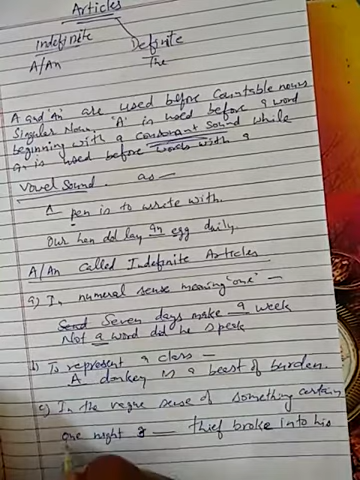 Articles
Indefinite Definite
A/An The
A and 'An' are used before Countable nouns
Singular Noun, 'A' is used before a word
beginning with a Consonant Sound while
An is used before words with a
Vowel Sound. as —
A pen is to write with.
Our hen did lay an egg daily.
A/An Called Indefinite Articles
a) In numeral sense meaning 'one' —
Send Seven days make a week
Not a word did he speak
b) To represent a class —
A donkey is a beast of burden.
c) In the vague sense of something certain
One night a — thief broke into his